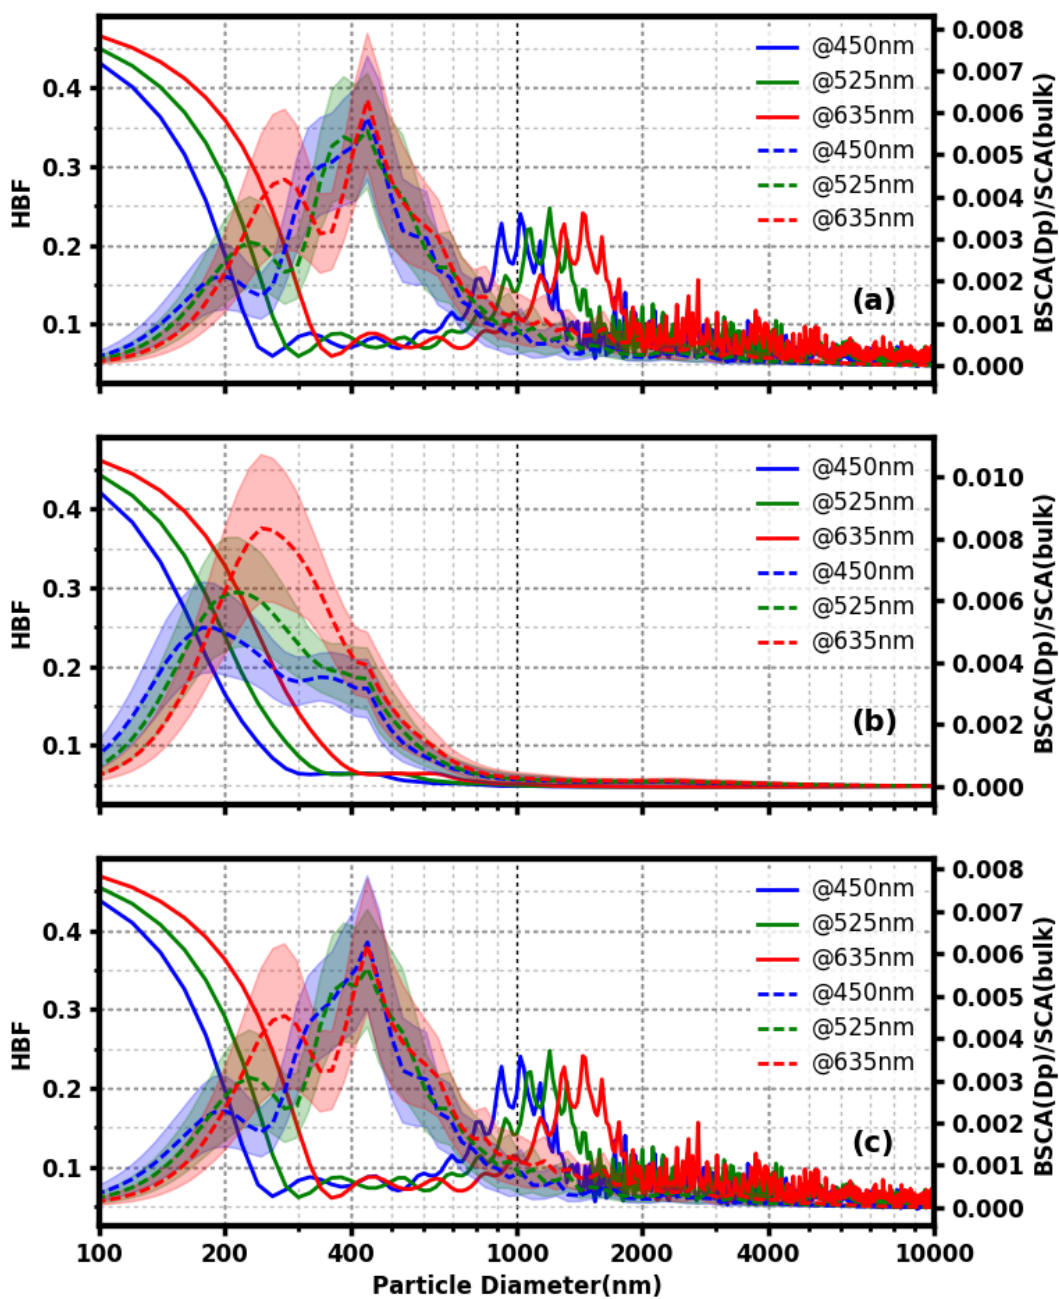 HBF
0.4
0.3
0.2
0.1
@450nm
@525nm
@635nm
@450nm
@525nm
@635nm
(a)
0.008
0.007
0.006
0.005
0.004
0.003
0.002
0.001
0.000
BSCA(Dp)/SCA(bulk)
HBF
0.4
0.3
0.2
0.1
@450nm
@525nm
@635nm
@450nm
@525nm
@635nm
(b)
0.010
0.008
0.006
0.004
0.002
0.000
BSCA(Dp)/SCA(bulk)
HBF
0.4
0.3
0.2
0.1
@450nm
@525nm
@635nm
@450nm
@525nm
@635nm
(c)
0.008
0.007
0.006
0.005
0.004
0.003
0.002
0.001
0.000
BSCA(Dp)/SCA(bulk)
100 200 400 1000 2000 4000 10000
Particle Diameter(nm)